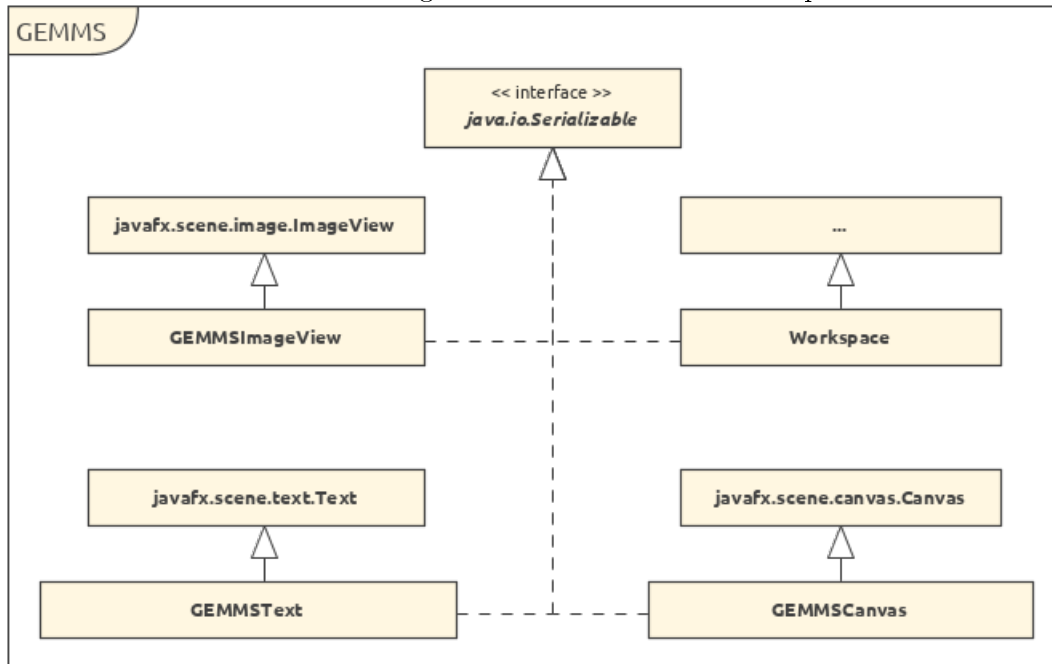 GEMMS
<< interface >>
java.io.Serializable
javafx.scene.image.ImageView
...
GEMMSImageView
Workspace
javafx.scene.text.Text
javafx.scene.canvas.Canvas
GEMMSText
GEMMSCanvas